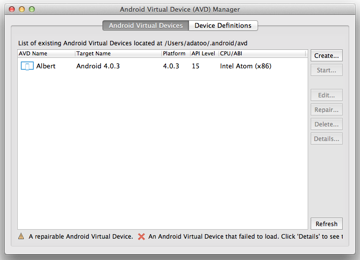 Android Virtual Device (AVD) Manager
Android Virtual Devices Device Definitions
List of existing Android Virtual Devices located at /Users/adatoo/.android/avd
AVD Name Target Name Platform API Level CPU/ABI
Albert Android 4.0.3 4.0.3 15 Intel Atom (x86)
Create...
Start...
Edit...
Repair...
Delete...
Details...
Refresh
A repairable Android Virtual Device. An Android Virtual Device that failed to load. Click 'Details' to see t